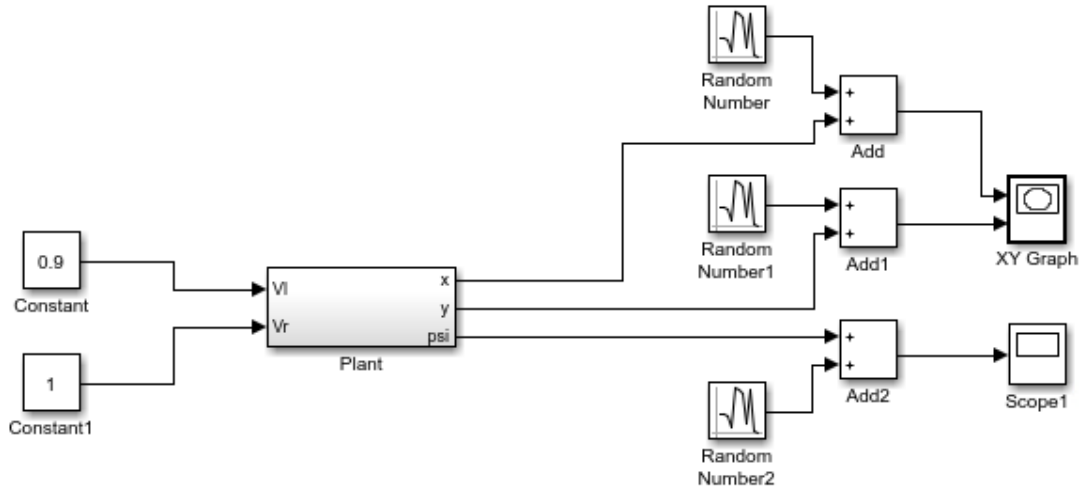 Random
Number
+
+
Add
Random
Number1
+
+
Add1
XY Graph
0.9
Constant
Vl
Vr
x
y
psi
Plant
1
Constant1
+
+
Add2
Scope1
Random
Number2